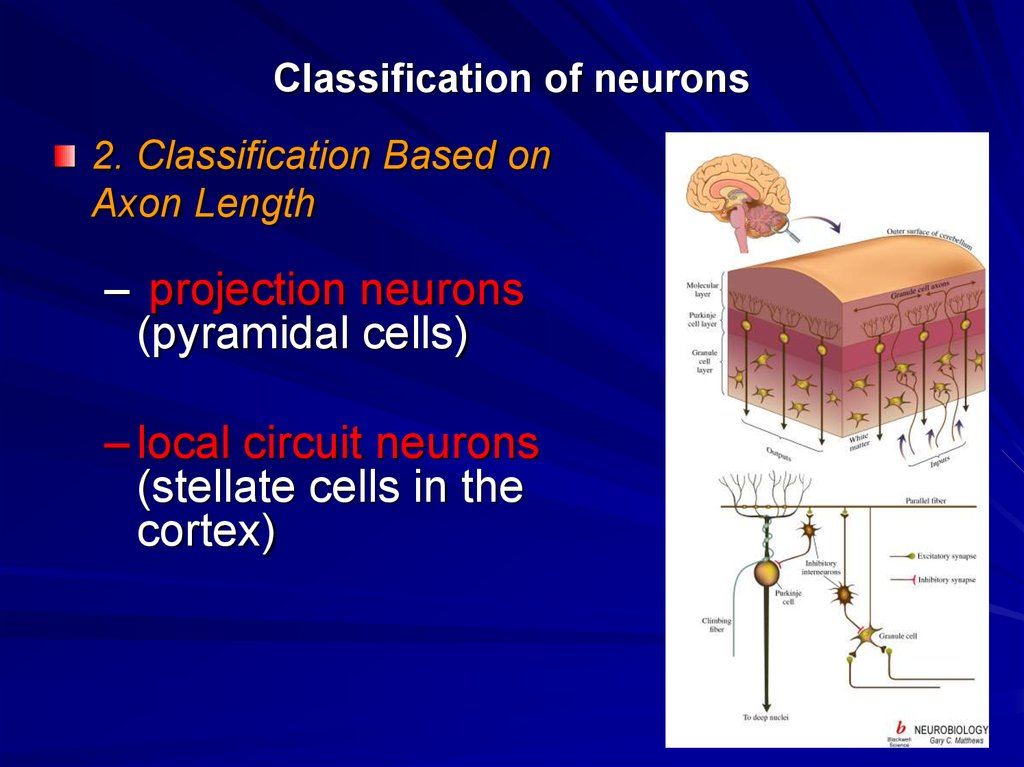 Classification of neurons
2. Classification Based on
Axon Length
– projection neurons
(pyramidal cells)
– local circuit neurons
(stellate cells in the
cortex)
Outer surface of cerebellum
Granule cell axons
Molecular
layer
Purkinje
cell layer
Granule
cell
layer
White
matter
Outputs
Inputs
Parallel fiber
Excitatory synapse
Inhibitory synapse
Inhibitory
interneurons
Purkinje
cell
Climbing
fiber
Granule cell
To deep nuclei
b
Blackwell
Science
NEUROBIOLOGY
Gary C. Matthews